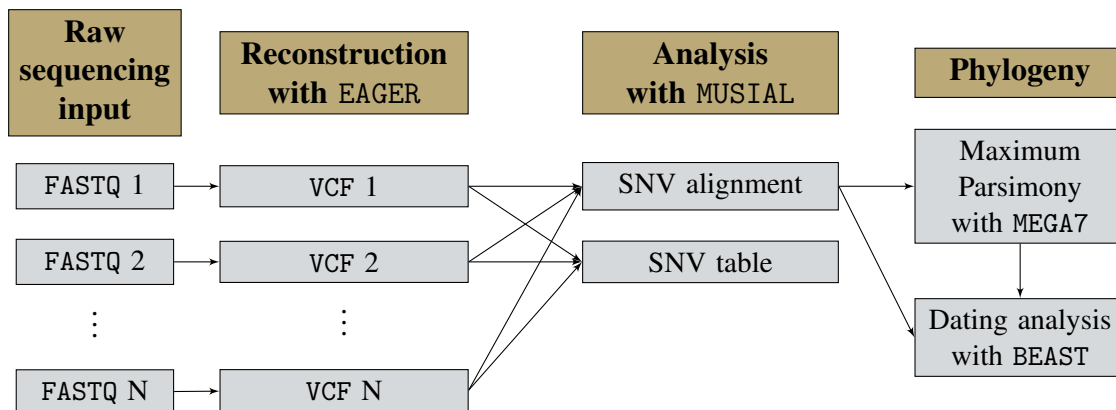 Raw
sequencing
input
Reconstruction
with EAGER
Analysis
with MUSIAL
Phylogeny
FASTQ 1
VCF 1
SNV alignment
Maximum
Parsimony
with MEGA7
FASTQ 2
VCF 2
SNV table
⋮
⋮
Dating analysis
with BEAST
FASTQ N
VCF N